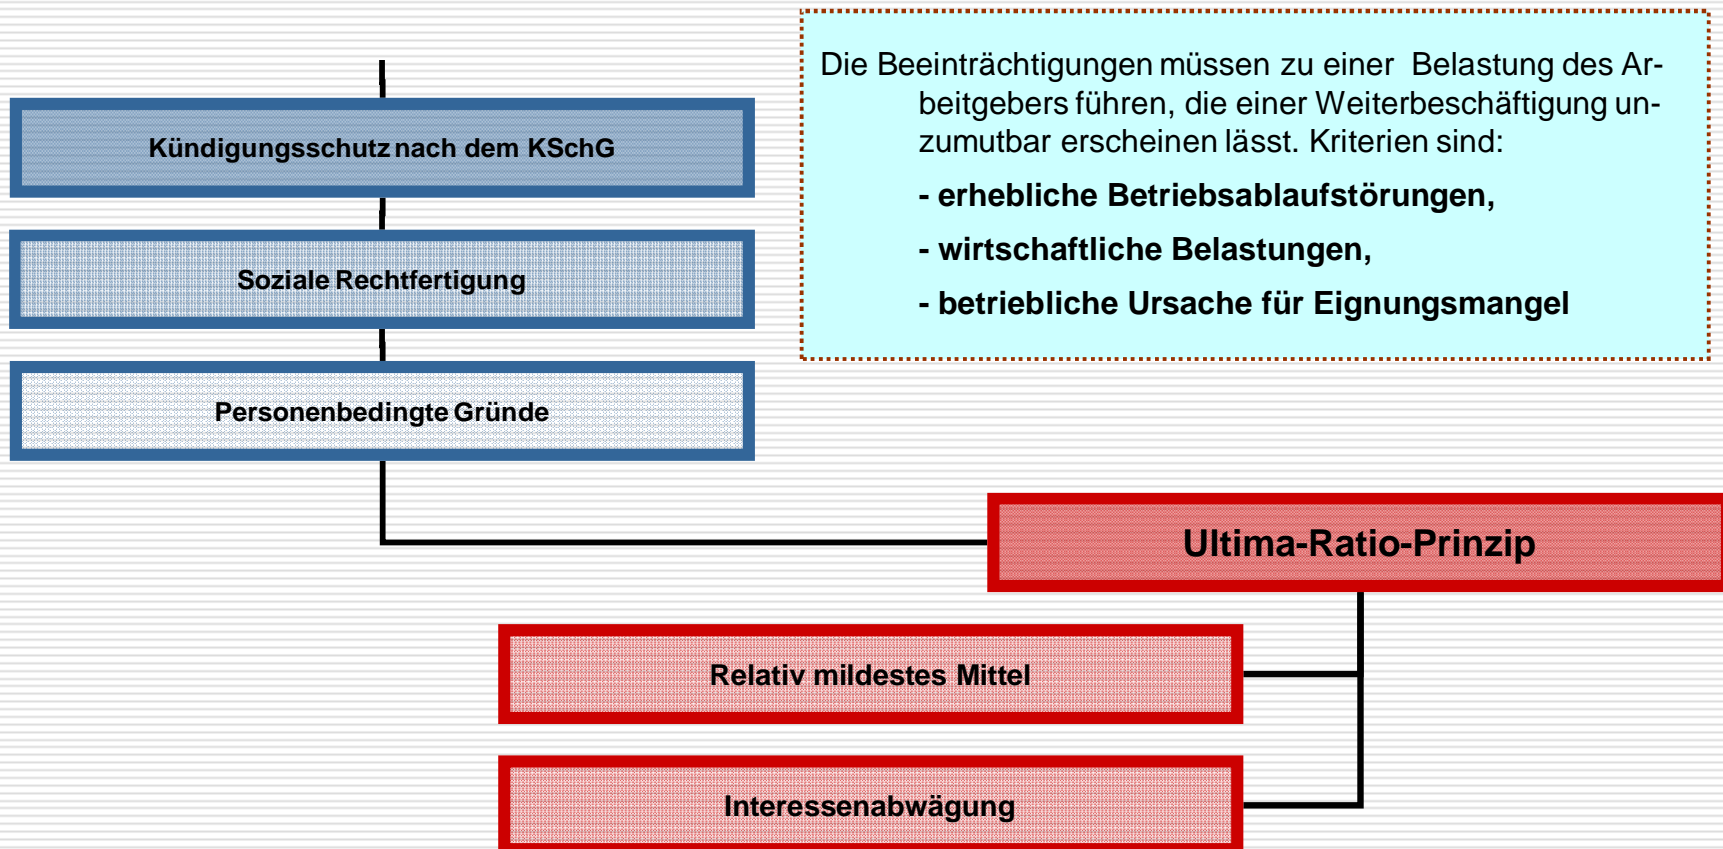 Die Beeinträchtigungen müssen zu einer Belastung des Ar-
beitgebers führen, die einer Weiterbeschäftigung un-
zumutbar erscheinen lässt. Kriterien sind:
- erhebliche Betriebsablaufstörungen,
- wirtschaftliche Belastungen,
- betriebliche Ursache für Eignungsmangel
Kündigungsschutz nach dem KSchG
Soziale Rechtfertigung
Personenbedingte Gründe
Ultima-Ratio-Prinzip
Relativ mildestes Mittel
Interessenabwägung